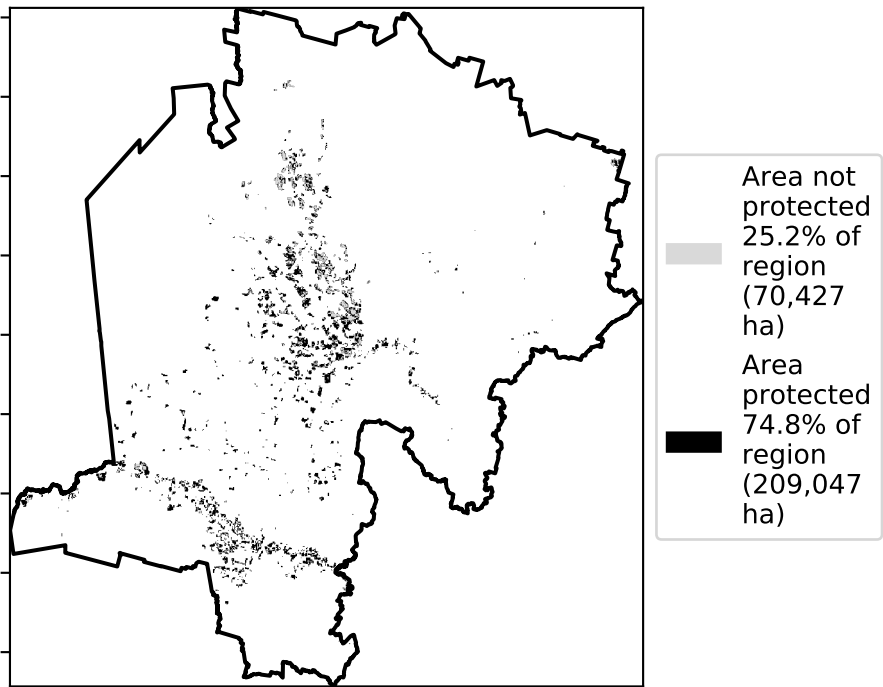 Area not
protected
25.2% of
region
(70,427
ha)
Area
protected
74.8% of
region
(209,047
ha)